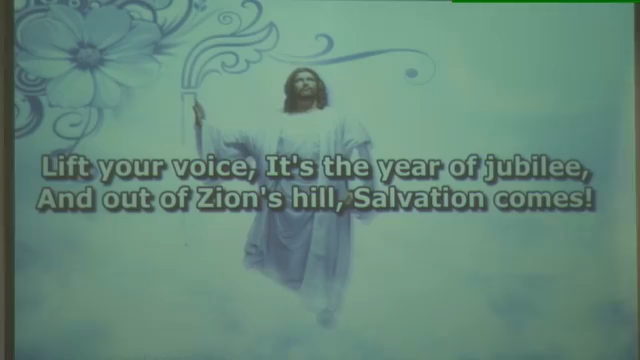 Lift your voice, It's the year of jubilee,
And out of Zion's hill, Salvation comes!